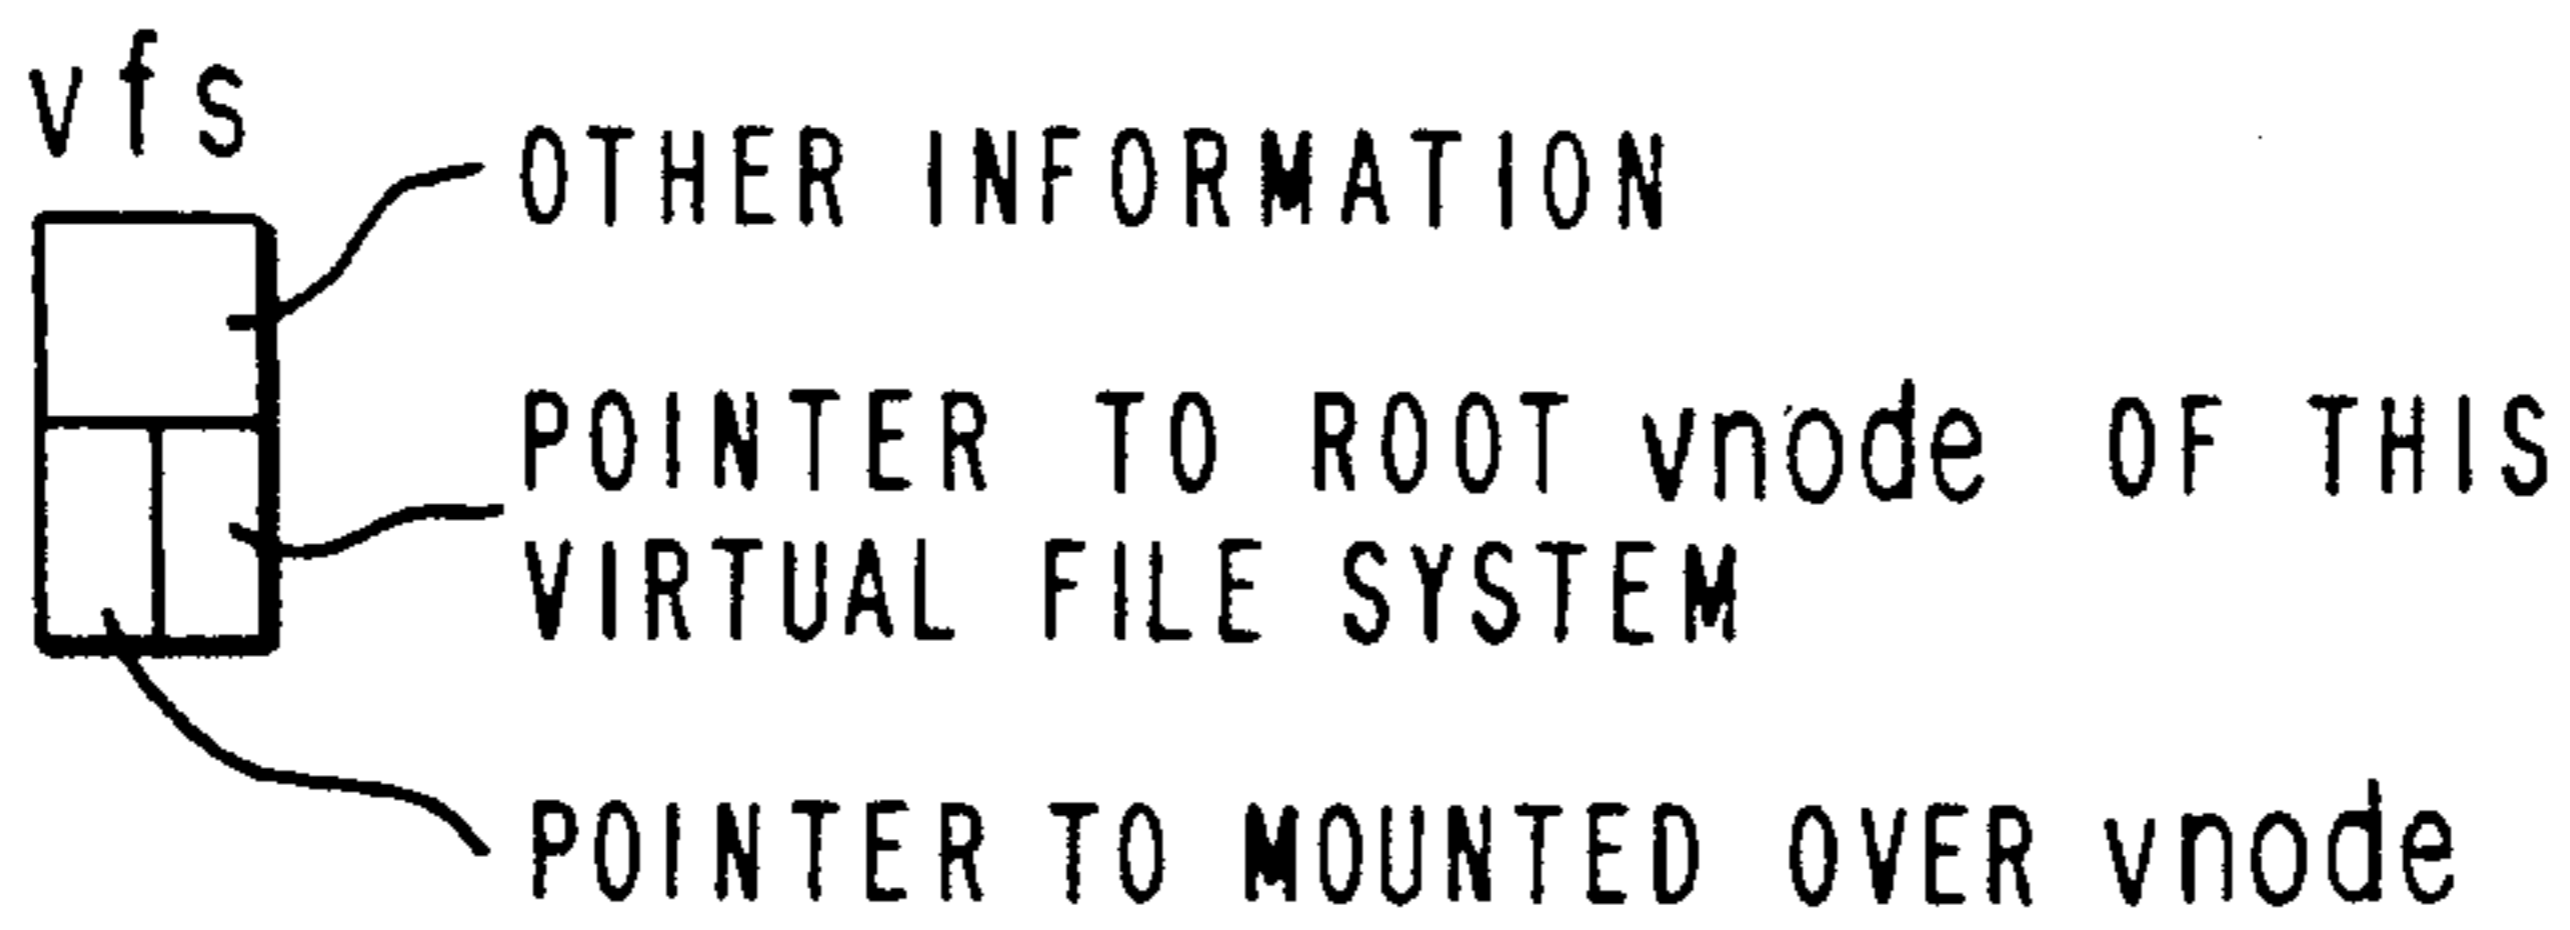 vfs
OTHER INFORMATION
POINTER TO ROOT vnode OF THIS
VIRTUAL FILE SYSTEM
POINTER TO MOUNTED OVER vnode